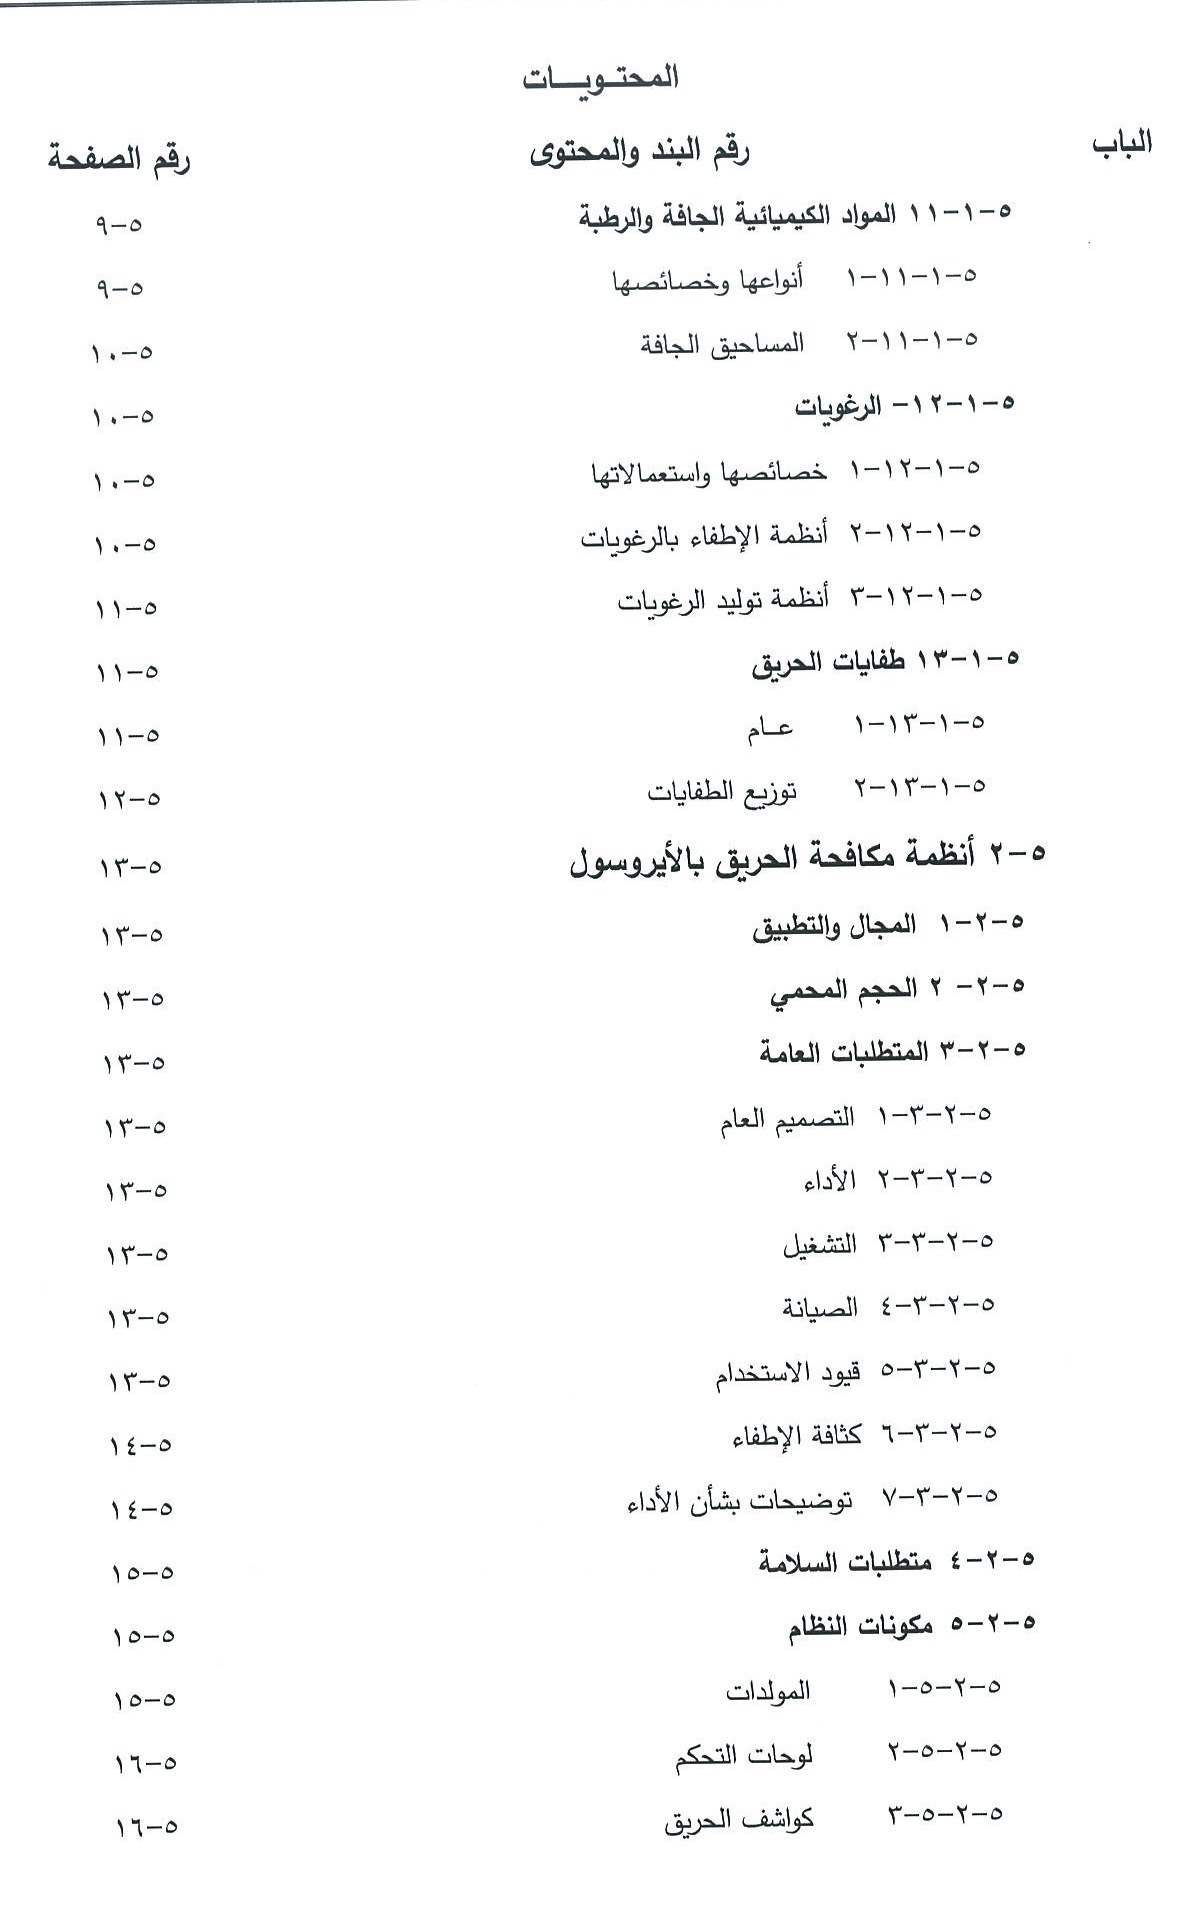 المحتـويــــات
الباب رقم البند والمحتوى رقم الصفحة
٥-١-١١ المواد الكيميائية الجافة والرطبة ٥-٩
٥-١-١١-١ أنواعها وخصائصها ٥-٩
٥-١-١١-٢ المساحيق الجافة ٥-١٠
٥-١-١٢- الرغويات ٥-١٠
٥-١-١٢-١ خصائصها واستعمالاتها ٥-١٠
٥-١-١٢-٢ أنظمة الإطفاء بالرغويات ٥-١٠
٥-١-١٢-٣ أنظمة توليد الرغويات ٥-١١
٥-١-١٣ طفايات الحريق ٥-١١
٥-١-١٣-١ عــام ٥-١١
٥-١-١٣-٢ توزيع الطفايات ٥-١٢
٥-٢ أنظمة مكافحة الحريق بالأيروسول ٥-١٣
٥-٢-١ المجال والتطبيق ٥-١٣
٥-٢- ٢ الحجم المحمي ٥-١٣
٥-٢-٣ المتطلبات العامة ٥-١٣
٥-٢-٣-١ التصميم العام ٥-١٣
٥-٢-٣-٢ الأداء ٥-١٣
٥-٢-٣-٣ التشغيل ٥-١٣
٥-٢-٣-٤ الصيانة ٥-١٣
٥-٢-٣-٥ قيود الاستخدام ٥-١٣
٥-٢-٣-٦ كثافة الإطفاء ٥-١٤
٥-٢-٣-٧ توضيحات بشأن الأداء ٥-١٤
٥-٢-٤ متطلبات السلامة ٥-١٥
٥-٢-٥ مكونات النظام ٥-١٥
٥-٢-٥-١ المولدات ٥-١٥
٥-٢-٥-٢ لوحات التحكم ٥-١٦
٥-٢-٥-٣ كواشف الحريق ٥-١٦